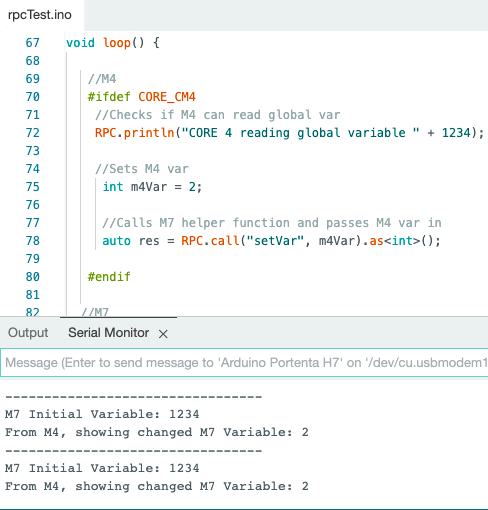 rpcTest.ino
67 void loop() {
68
69 //M4
70 #ifdef CORE_CM4
71 //Checks if M4 can read global var
72 RPC.println("CORE 4 reading global variable " + 1234);
73
74 //Sets M4 var
75 int m4Var = 2;
76
77 //Calls M7 helper function and passes M4 var in
78 auto res = RPC.call("setVar", m4Var).as<int>();
79
80 #endif
81
82 //M7
Output Serial Monitor ×
Message (Enter to send message to 'Arduino Portenta H7' on '/dev/cu.usbmodem1
---------------------------------
M7 Initial Variable: 1234
From M4, showing changed M7 Variable: 2
---------------------------------
M7 Initial Variable: 1234
From M4, showing changed M7 Variable: 2